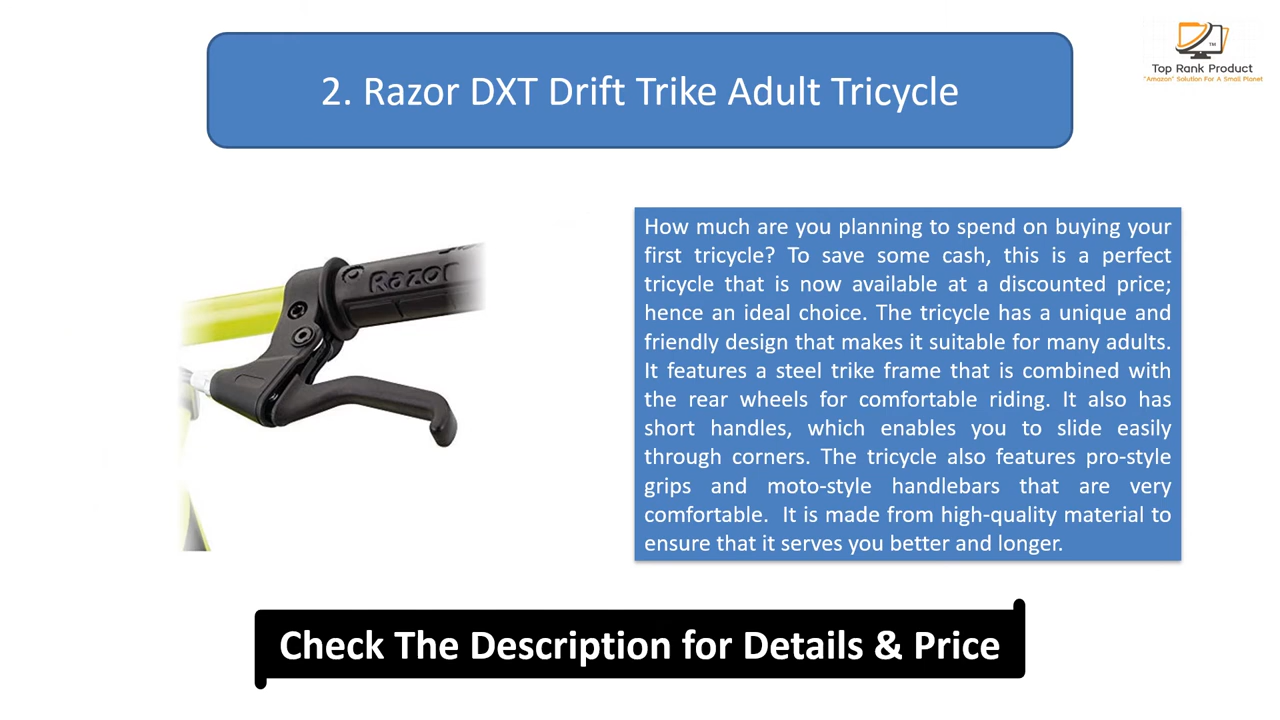 2. Razor DXT Drift Trike Adult Tricycle
TM
Top Rank Product
"Amazon" Solution For A Small Planet
Razor
How much are you planning to spend on buying your
first tricycle? To save some cash, this is a perfect
tricycle that is now available at a discounted price;
hence an ideal choice. The tricycle has a unique and
friendly design that makes it suitable for many adults.
It features a steel trike frame that is combined with
the rear wheels for comfortable riding. It also has
short handles, which enables you to slide easily
through corners. The tricycle also features pro-style
grips and moto-style handlebars that are very
comfortable.  It is made from high-quality material to
ensure that it serves you better and longer.
Check The Description for Details & Price